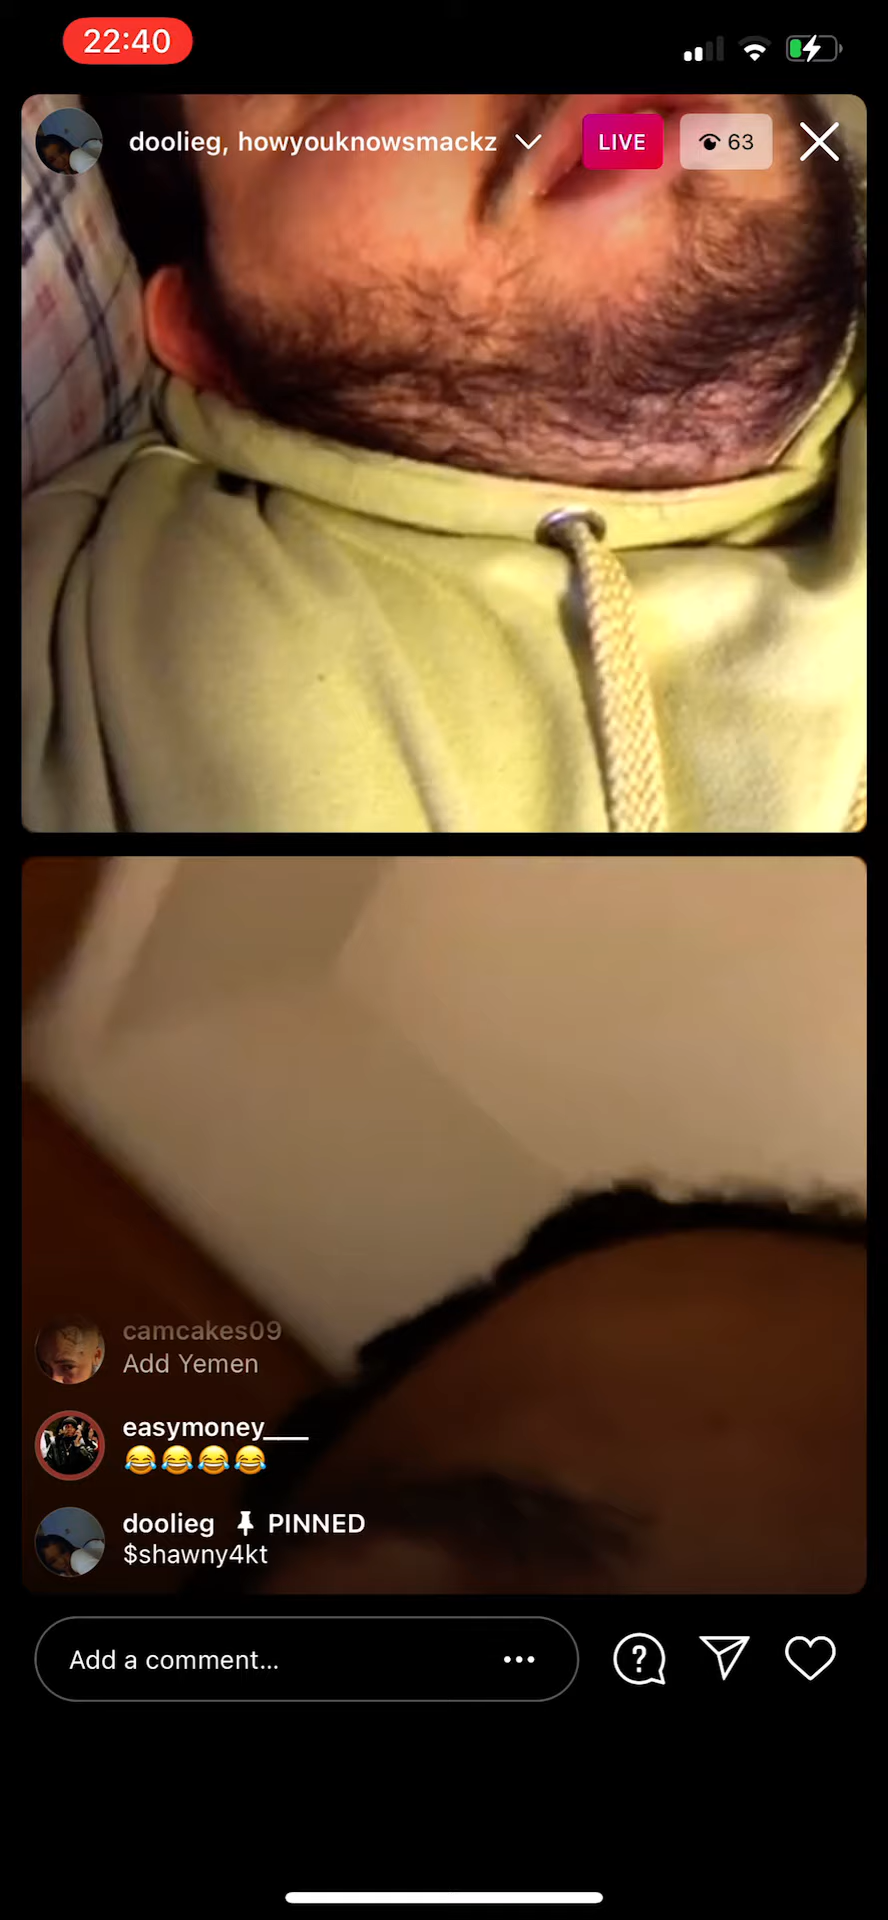 22:40
doolieg, howyouknowsmackz
LIVE
63
camcakes09
Add Yemen
easymoney___
😂😂😂😂
doolieg 📌 PINNED
$shawny4kt
Add a comment...